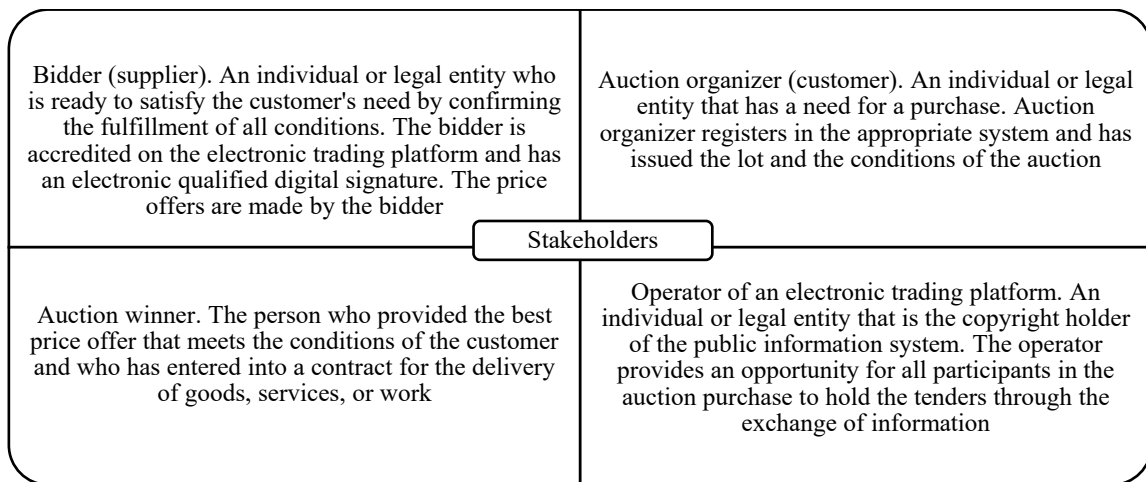 Bidder (supplier). An individual or legal entity who
is ready to satisfy the customer's need by confirming
the fulfillment of all conditions. The bidder is
accredited on the electronic trading platform and has
an electronic qualified digital signature. The price
offers are made by the bidder
Auction organizer (customer). An individual or legal
entity that has a need for a purchase. Auction
organizer registers in the appropriate system and has
issued the lot and the conditions of the auction
Stakeholders
Auction winner. The person who provided the best
price offer that meets the conditions of the customer
and who has entered into a contract for the delivery
of goods, services, or work
Operator of an electronic trading platform. An
individual or legal entity that is the copyright holder
of the public information system. The operator
provides an opportunity for all participants in the
auction purchase to hold the tenders through the
exchange of information